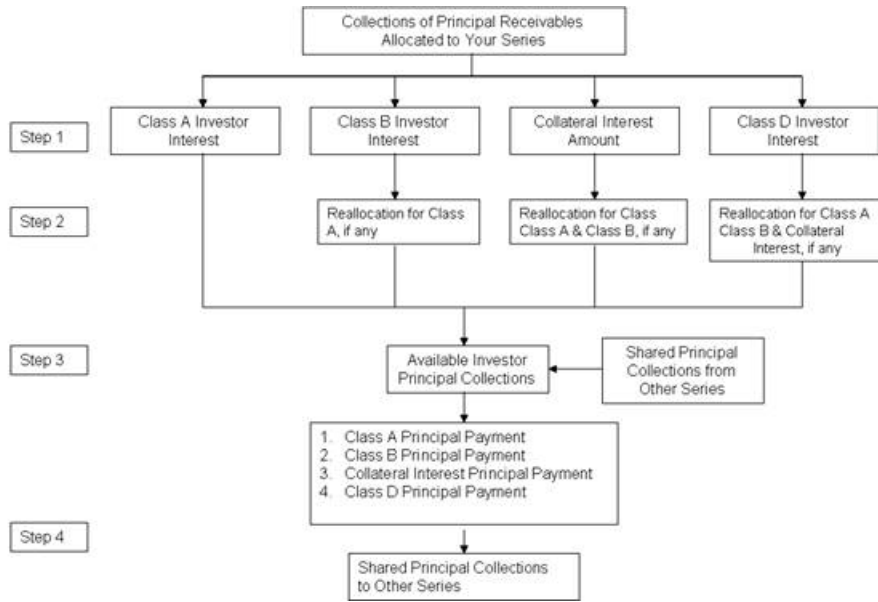 Collections of Principal Receivables
Allocated to Your Series
Step 1
Class A Investor
Interest
Class B Investor
Interest
Collateral Interest
Amount
Class D Investor
Interest
Step 2
Reallocation for Class
A, if any
Reallocation for Class
Class A & Class B, if any
Reallocation for Class A
Class B & Collateral
Interest, if any
Step 3
Available Investor
Principal Collections
Shared Principal
Collections from
Other Series
1. Class A Principal Payment
2. Class B Principal Payment
3. Collateral Interest Principal Payment
4. Class D Principal Payment
Step 4
Shared Principal Collections
to Other Series